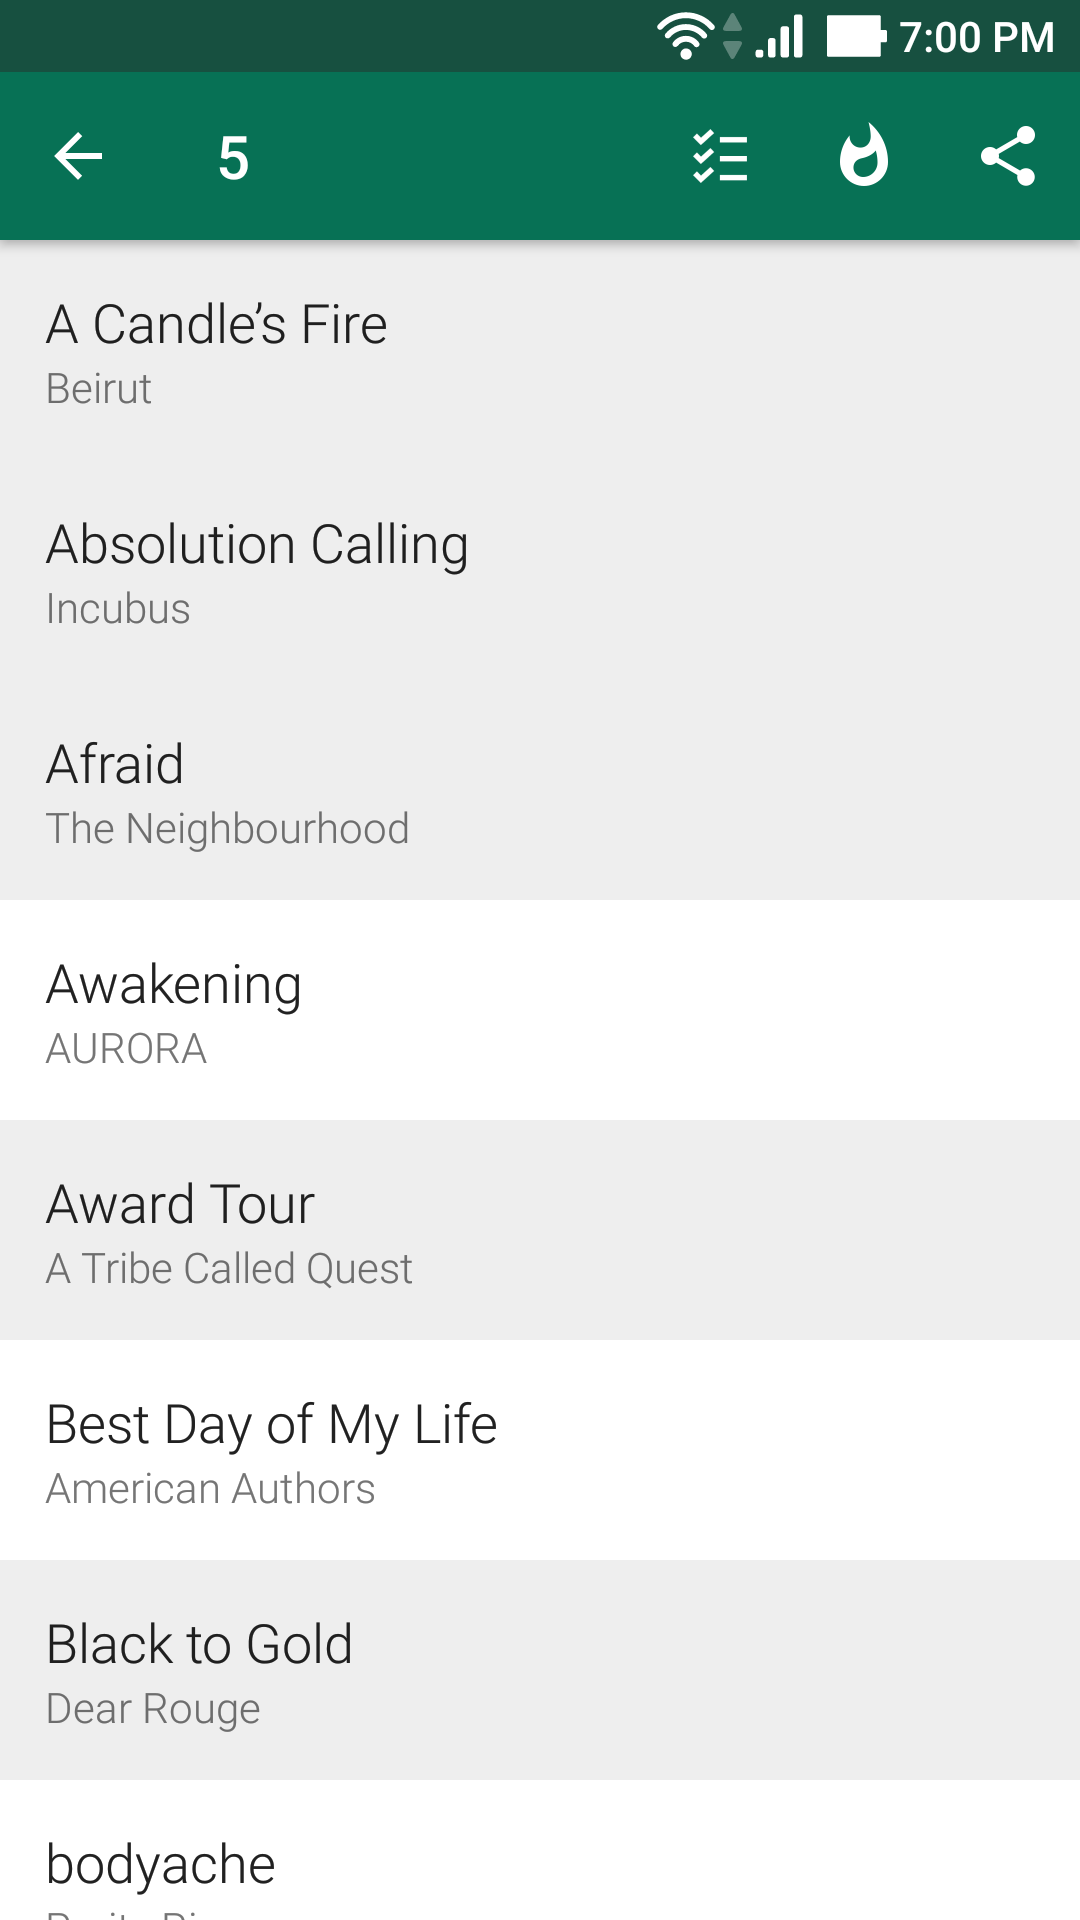 7:00 PM
5
A Candle’s Fire
Beirut
Absolution Calling
Incubus
Afraid
The Neighbourhood
Awakening
AURORA
Award Tour
A Tribe Called Quest
Best Day of My Life
American Authors
Black to Gold
Dear Rouge
bodyache